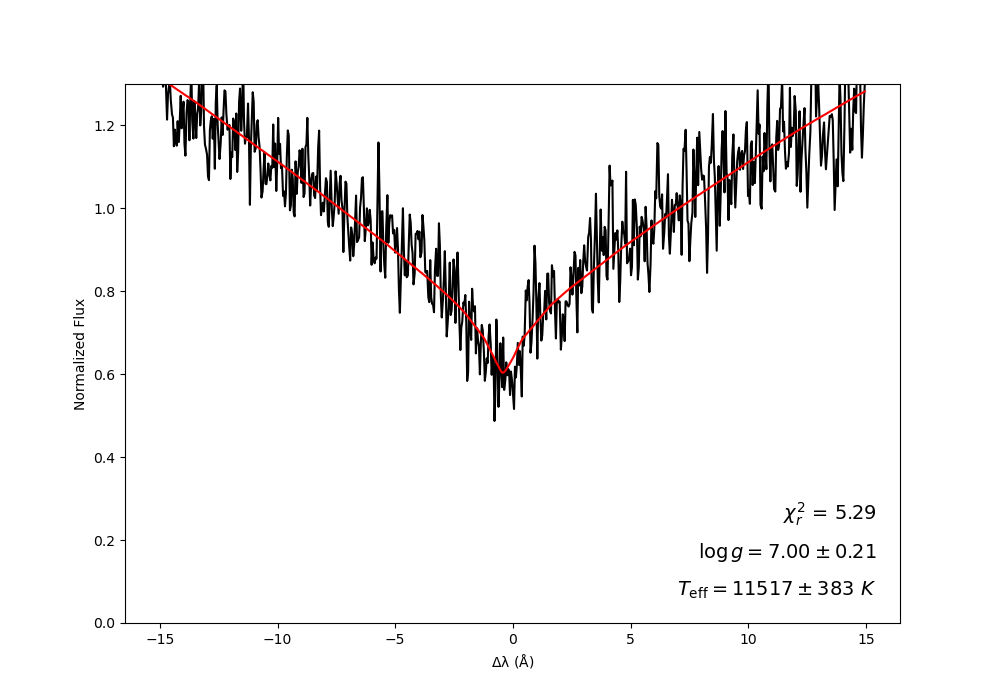 Normalized Flux
1.2
1.0
0.8
0.6
0.4
0.2
0.0
χ²ᵣ = 5.29
log g = 7.00 ± 0.21
T_eff = 11517 ± 383 K
−15 −10 −5 0 5 10 15
Δλ (Å)